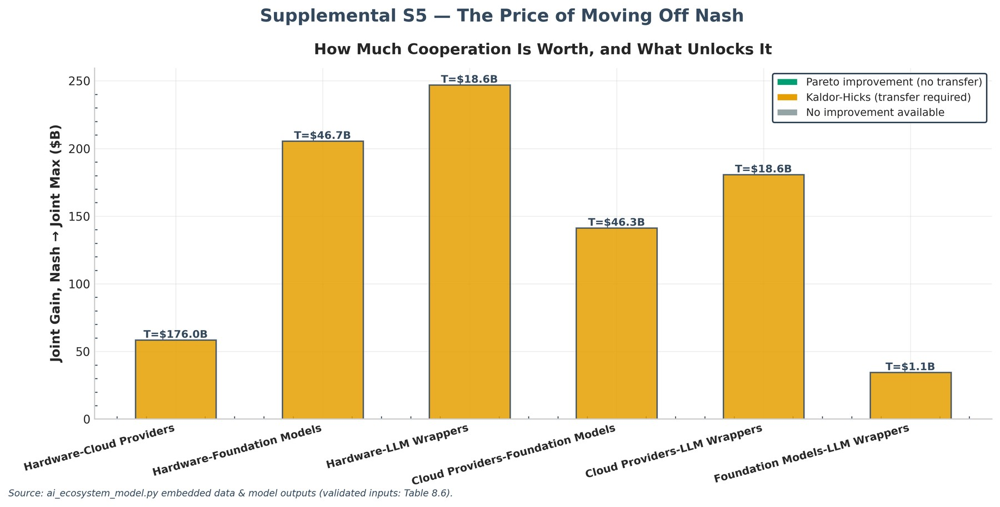 Supplemental S5 — The Price of Moving Off Nash
How Much Cooperation Is Worth, and What Unlocks It
Joint Gain, Nash → Joint Max ($B)
250
200
150
100
50
0
T=$176.0B
T=$46.7B
T=$18.6B
T=$46.3B
T=$18.6B
T=$1.1B
Pareto improvement (no transfer)
Kaldor-Hicks (transfer required)
No improvement available
Hardware-Cloud Providers
Hardware-Foundation Models
Hardware-LLM Wrappers
Cloud Providers-Foundation Models
Cloud Providers-LLM Wrappers
Foundation Models-LLM Wrappers
Source: ai_ecosystem_model.py embedded data & model outputs (validated inputs: Table 8.6).